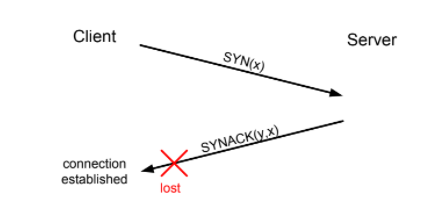 Client
Server
SYN(x)
SYNACK(y,x)
connection
established
lost